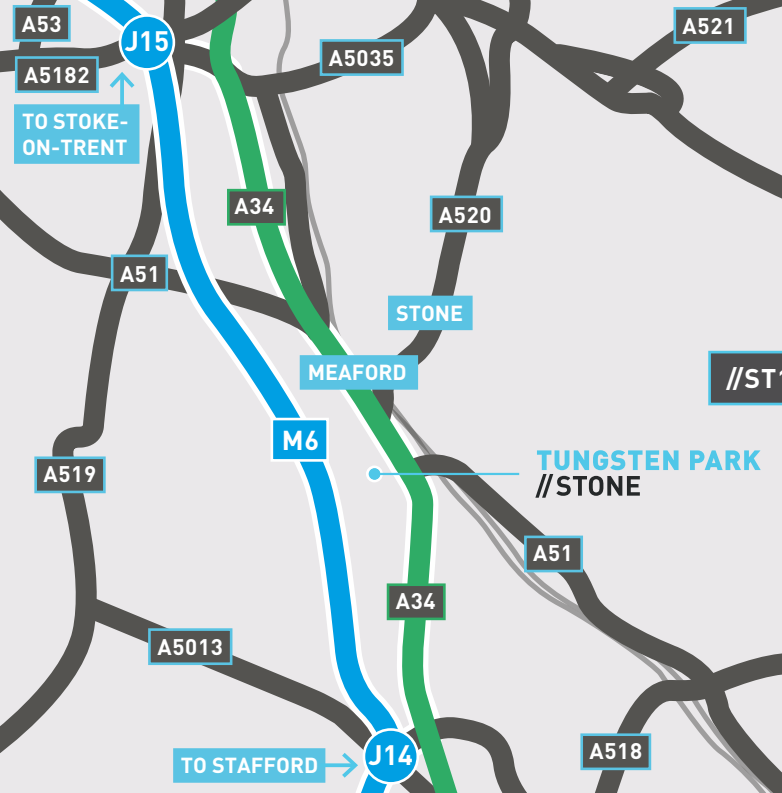 A53
J15
A521
A5035
A5182
TO STOKE-
ON-TRENT
A34
A520
A51
STONE
MEAFORD
//ST1
M6
TUNGSTEN PARK
//STONE
A519
A51
A34
A5013
J14
TO STAFFORD
A518